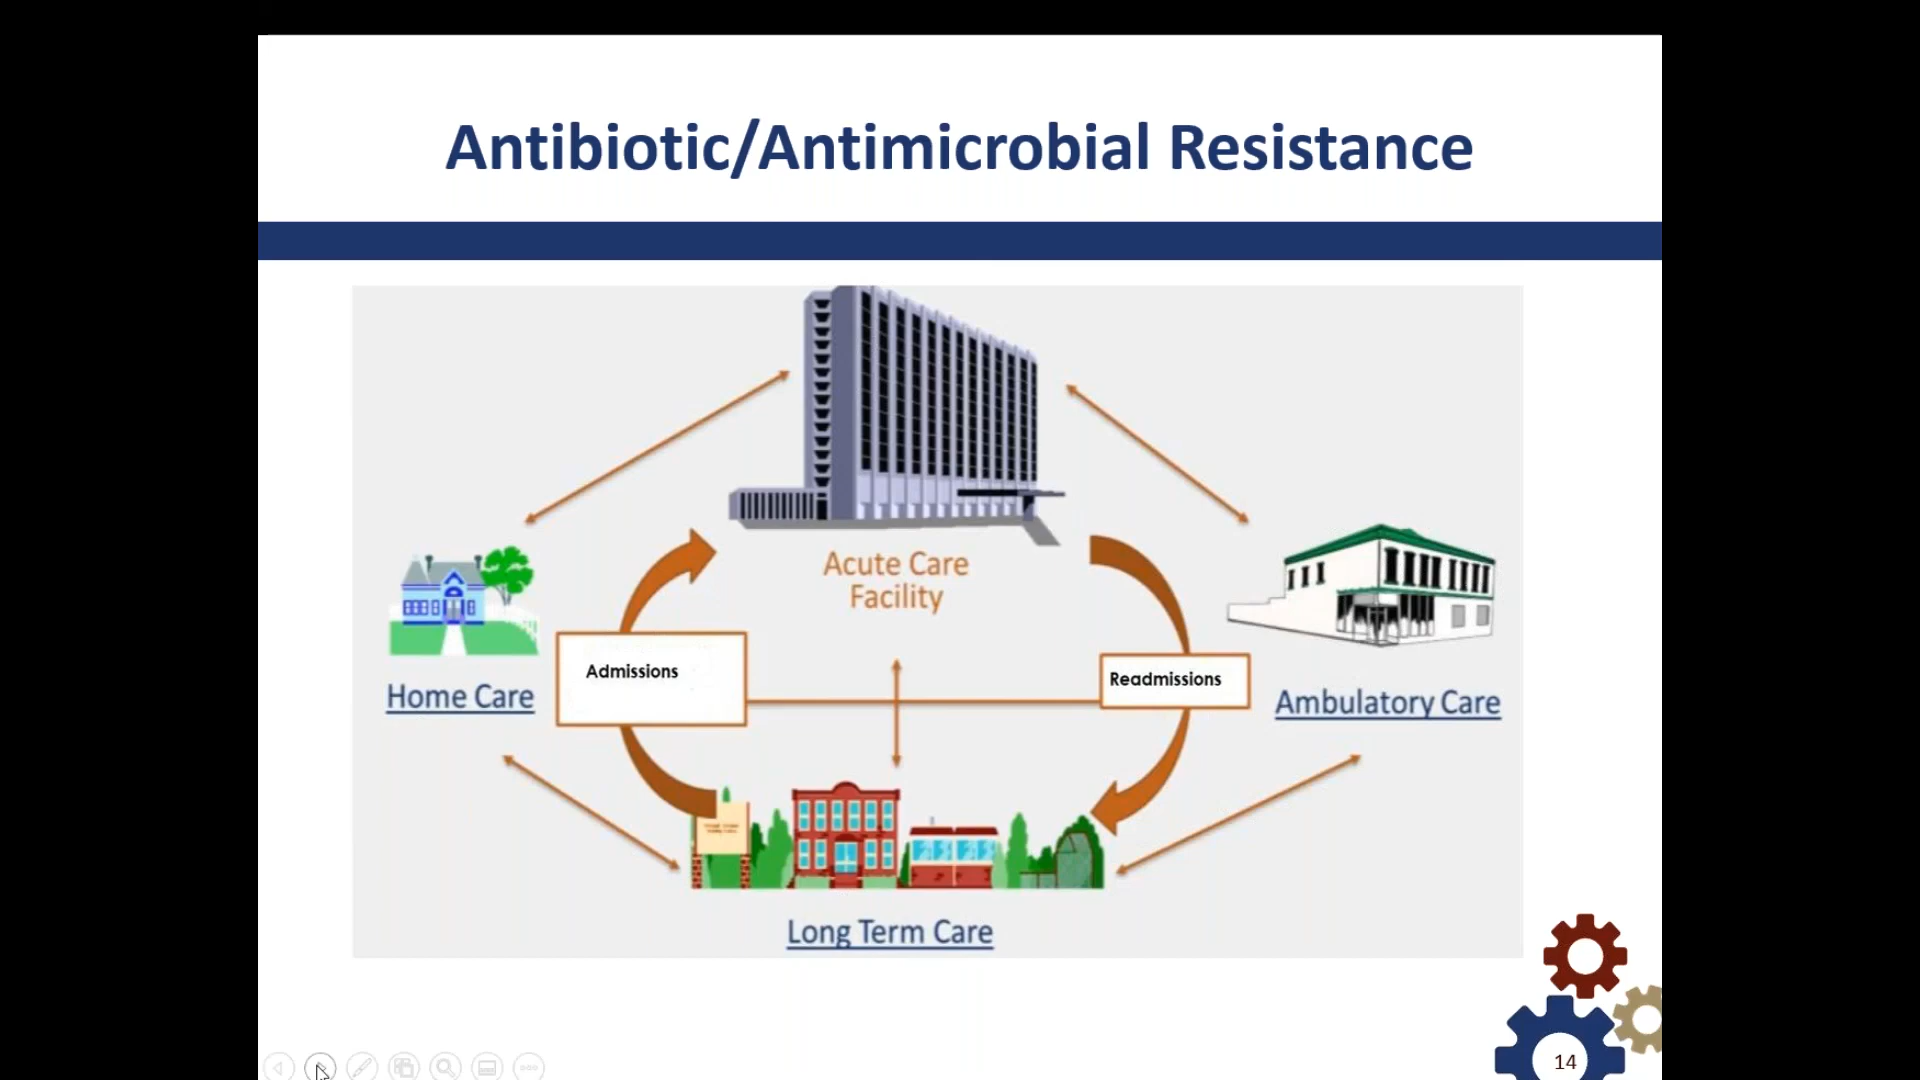 Antibiotic/Antimicrobial Resistance
Acute Care
Facility
Admissions
Readmissions
Home Care
Ambulatory Care
Long Term Care
14